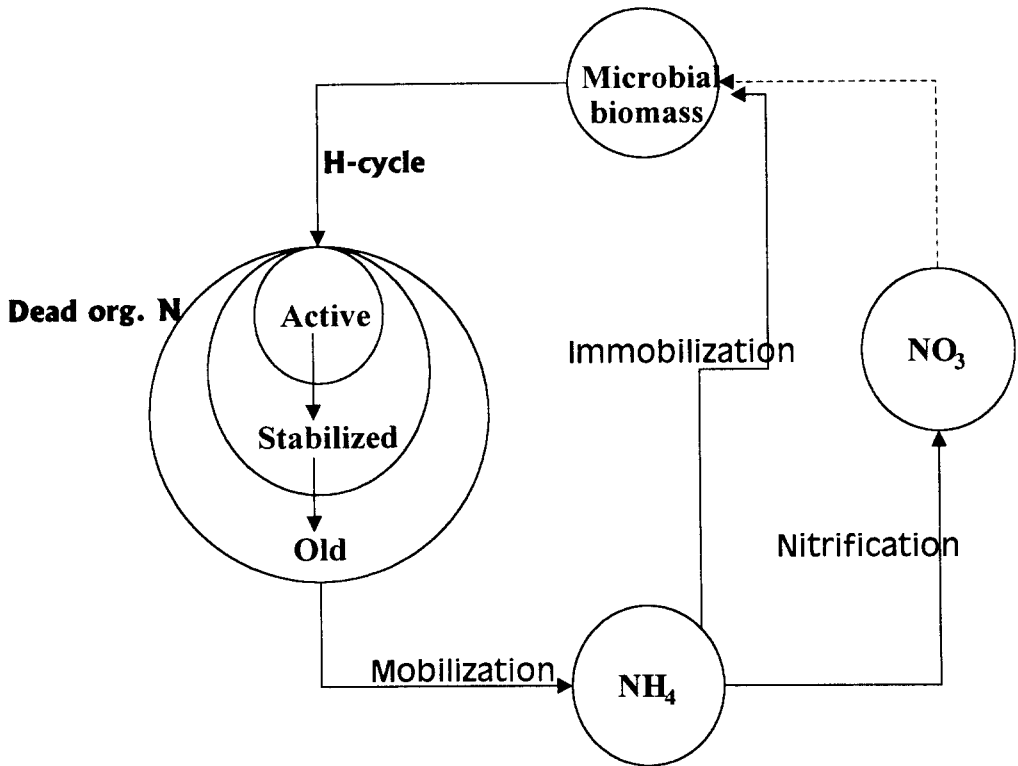 Microbial
biomass
H-cycle
Dead org. N
Active
Immobilization
NO₃
Stabilized
Old
Nitrification
Mobilization
NH₄